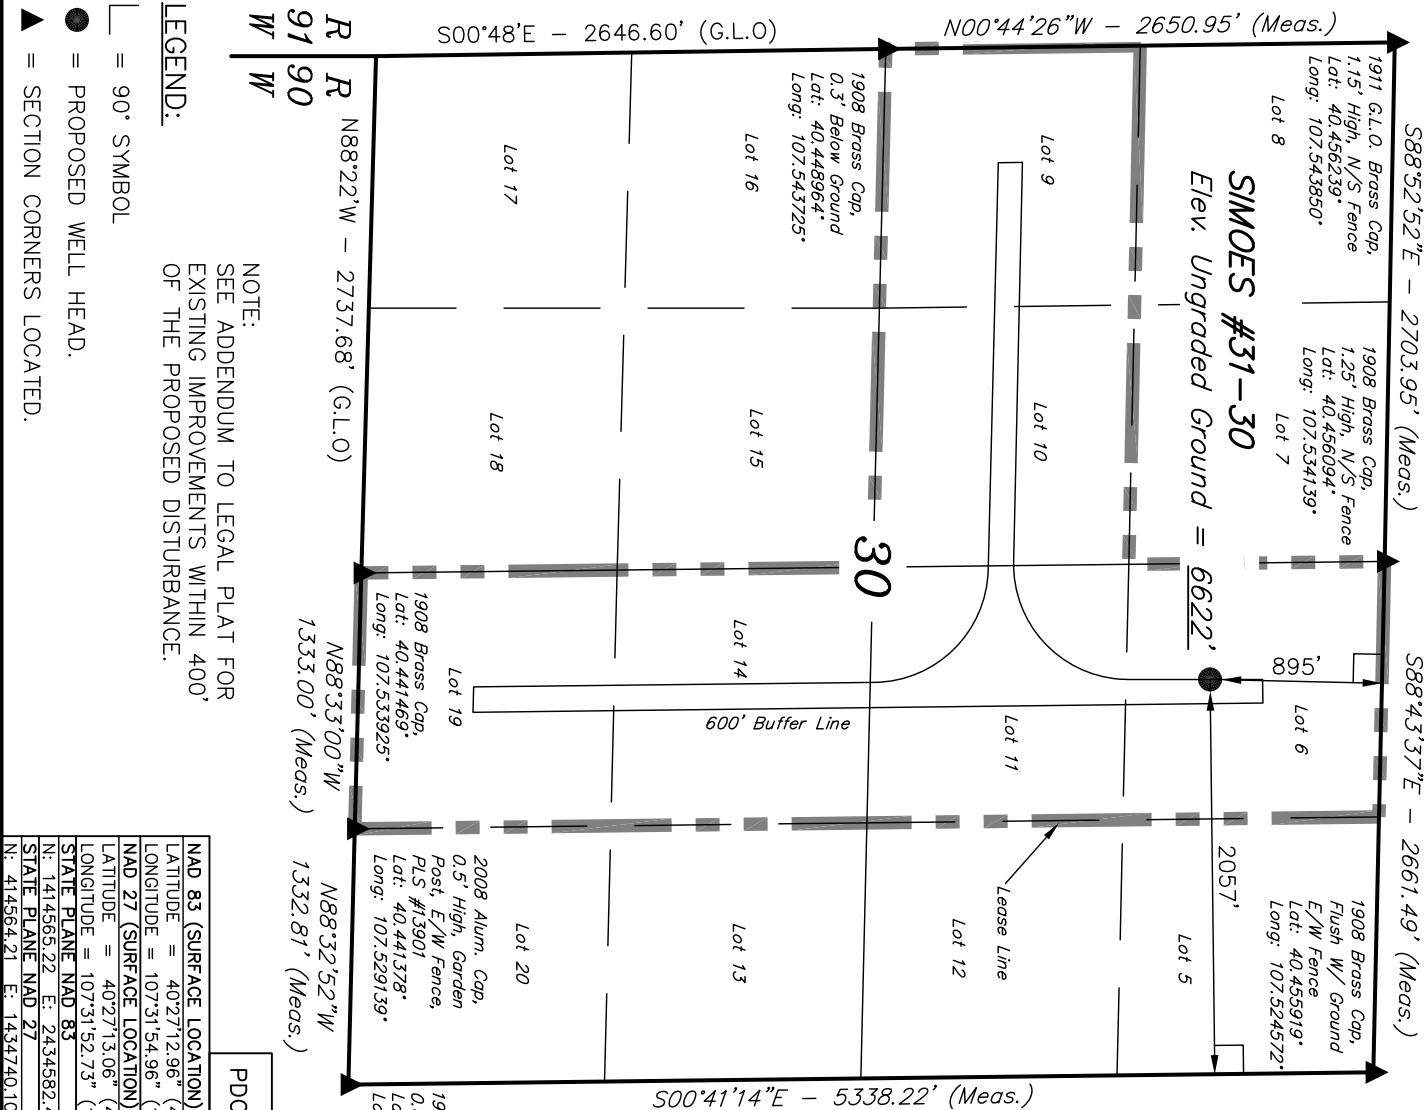 S88°52'52"E – 2703.95' (Meas.)
S88°43'37"E – 2661.49' (Meas.)
1911 G.L.O. Brass Cap,
1.15' High, N/S Fence
Lat: 40.456239°
Long: 107.543850°
1908 Brass Cap,
1.25' High, N/S Fence
Lat: 40.456094°
Long: 107.534139°
1908 Brass Cap,
Flush W/ Ground
E/W Fence
Lat: 40.455919°
Long: 107.524572°
Lot 8
Lot 7
Lot 6
Lot 5
895'
2057'
SIMOES #31-30
Elev. Ungraded Ground = 6622'
N00°44'26"W – 2650.95' (Meas.)
Lot 9
Lot 10
Lot 11
Lot 12
Lease Line
1908 Brass Cap,
0.3' Below Ground
Lat: 40.448964°
Long: 107.543725°
30
600' Buffer Line
S00°41'14"E – 5338.22' (Meas.)
Lot 16
Lot 15
Lot 14
Lot 13
S00°48'E – 2646.60' (G.L.O)
Lot 17
Lot 18
Lot 19
Lot 20
1908 Brass Cap,
Lat: 40.441469°
Long: 107.533925°
2008 Alum. Cap,
0.5' High, Garden
Post, E/W Fence,
PLS #13901
Lat: 40.441378°
Long: 107.529139°
R R
91 90
W W
N88°22'W – 2737.68' (G.L.O)
N88°33'00"W
1333.00' (Meas.)
N88°32'52"W
1332.81' (Meas.)
NOTE:
SEE ADDENDUM TO LEGAL PLAT FOR
EXISTING IMPROVEMENTS WITHIN 400'
OF THE PROPOSED DISTURBANCE.
LEGEND:
= 90° SYMBOL
= PROPOSED WELL HEAD.
= SECTION CORNERS LOCATED.
PDO
NAD 83 (SURFACE LOCATION)
LATITUDE = 40°27'12.96"
LONGITUDE = 107°31'54.96"
NAD 27 (SURFACE LOCATION)
LATITUDE = 40°27'13.06"
LONGITUDE = 107°31'52.73"
STATE PLANE NAD 83
N: 1414565.22 E: 2434582.
STATE PLANE NAD 27
N: 414564.21 E: 1434740.10